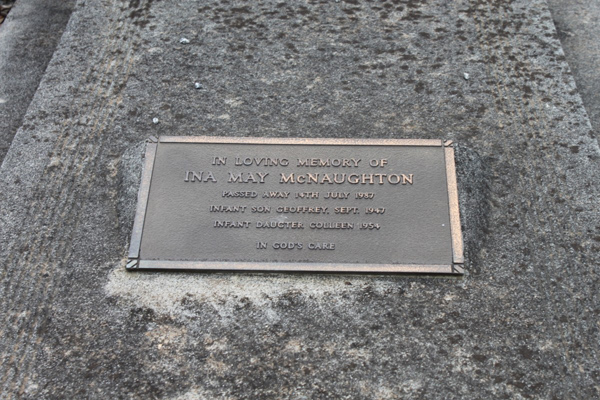 IN LOVING MEMORY OF
INA MAY McNAUGHTON
PASSED AWAY 14TH JULY 1987
INFANT SON GEOFFREY, SEPT. 1947
INFANT DAUGTER COLLEEN 1954
IN GOD'S CARE